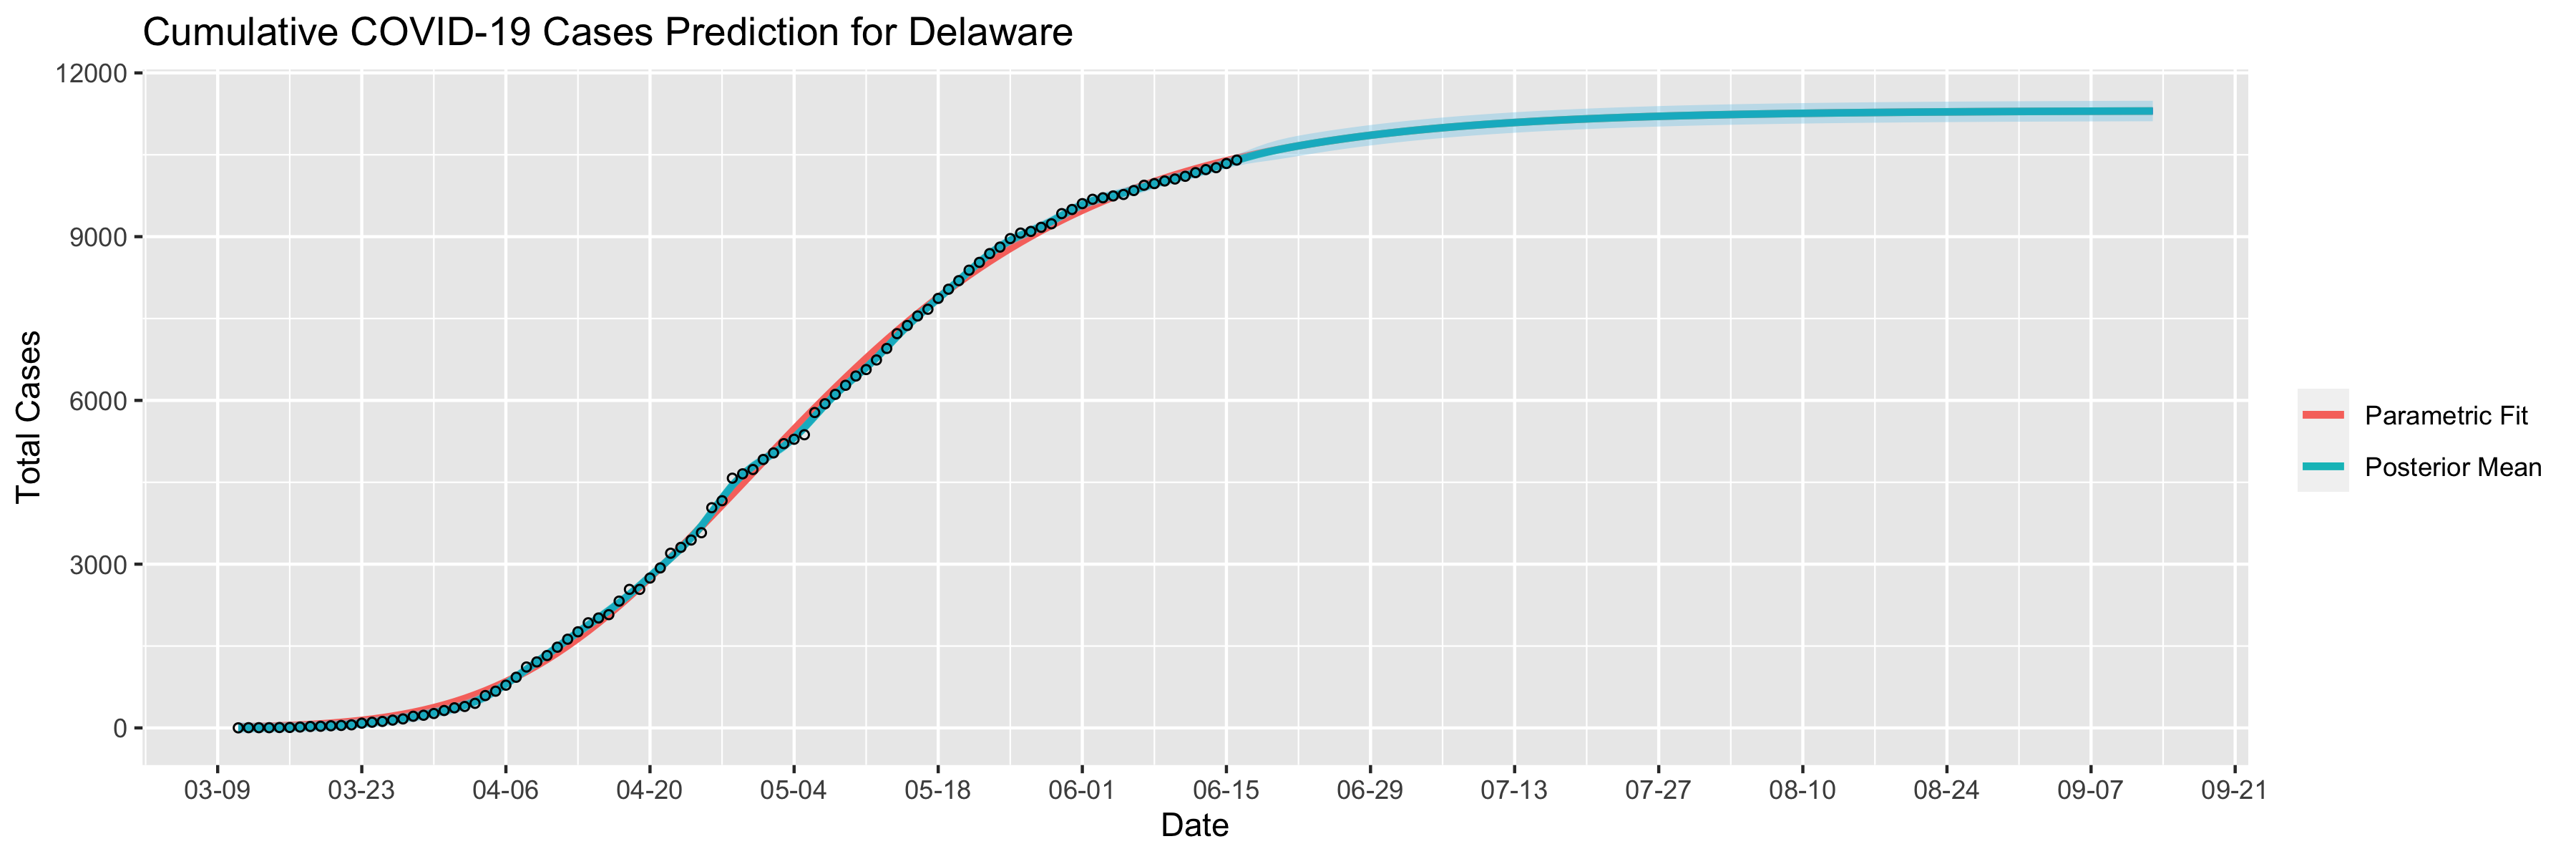 Cumulative COVID-19 Cases Prediction for Delaware
Total Cases
12000
9000
6000
3000
0
03-09 03-23 04-06 04-20 05-04 05-18 06-01 06-15 06-29 07-13 07-27 08-10 08-24 09-07 09-21
Date
Parametric Fit
Posterior Mean